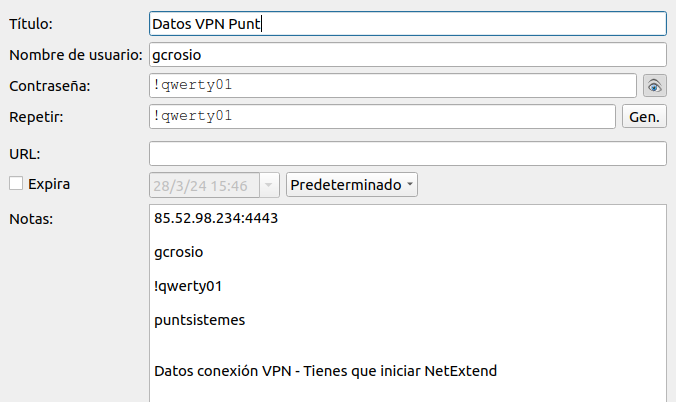 Título: Datos VPN Punt
Nombre de usuario: gcrosio
Contraseña: !qwerty01
Repetir: !qwerty01 Gen.
URL:
Expira 28/3/24 15:46 Predeterminado
Notas: 85.52.98.234:4443
gcrosio
!qwerty01
puntsistemes
Datos conexión VPN - Tienes que iniciar NetExtend